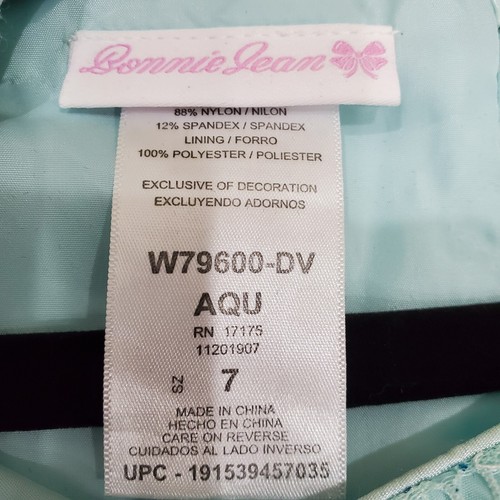 Bonnie Jean
88% NYLON / NILON
12% SPANDEX / SPANDEX
LINING / FORRO
100% POLYESTER / POLIESTER
EXCLUSIVE OF DECORATION
EXCLUYENDO ADORNOS
W79600-DV
AQU
RN 17175
11201907
ZS 7
MADE IN CHINA
HECHO EN CHINA
CARE ON REVERSE
CUIDADOS AL LADO INVERSO
UPC - 191539457035